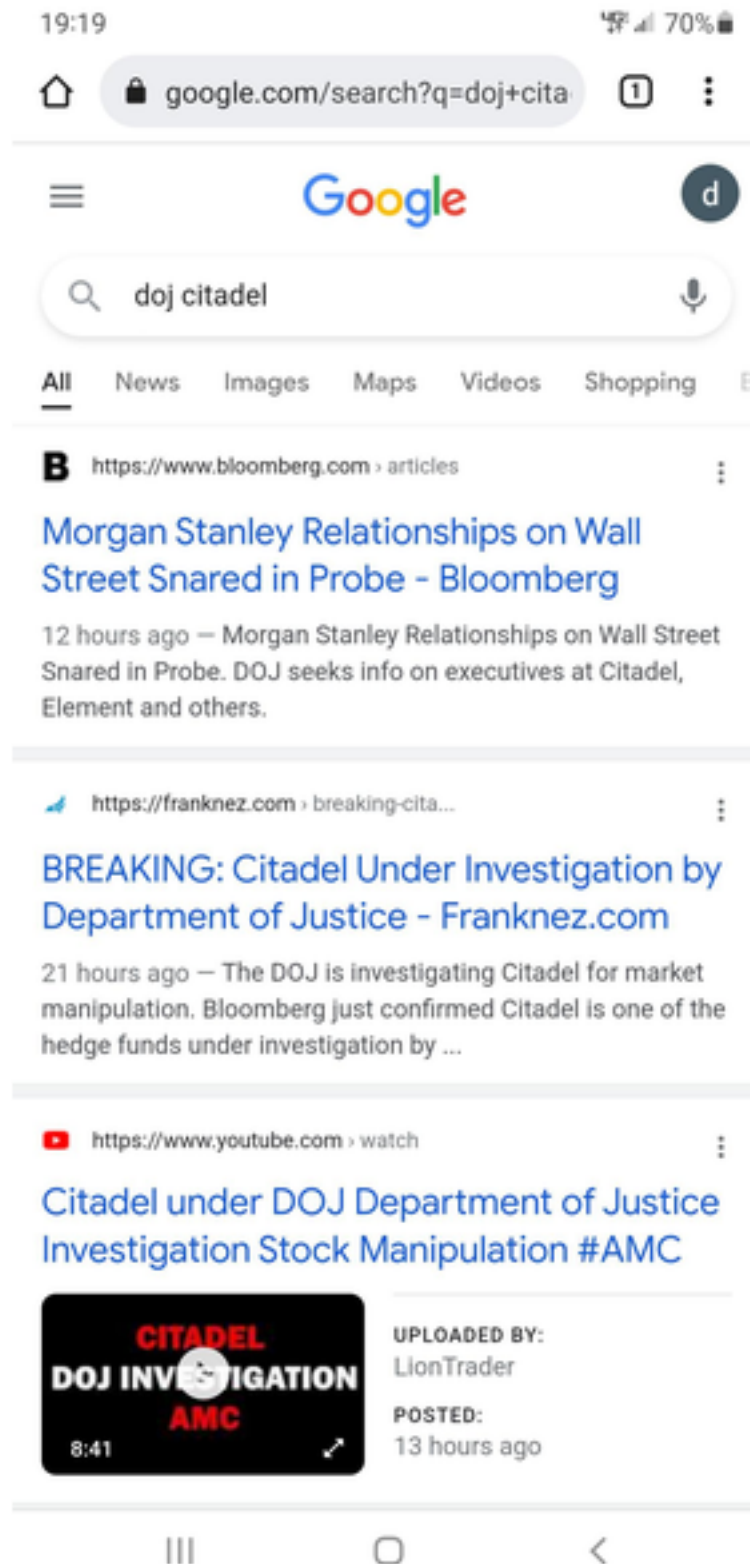 19:19
70%
google.com/search?q=doj+cita
1
Google
d
doj citadel
All News Images Maps Videos Shopping
B https://www.bloomberg.com › articles
Morgan Stanley Relationships on Wall
Street Snared in Probe - Bloomberg
12 hours ago — Morgan Stanley Relationships on Wall Street
Snared in Probe. DOJ seeks info on executives at Citadel,
Element and others.
https://franknez.com › breaking-cita...
BREAKING: Citadel Under Investigation by
Department of Justice - Franknez.com
21 hours ago — The DOJ is investigating Citadel for market
manipulation. Bloomberg just confirmed Citadel is one of the
hedge funds under investigation by ...
https://www.youtube.com › watch
Citadel under DOJ Department of Justice
Investigation Stock Manipulation #AMC
CITADEL
DOJ INVESTIGATION
AMC
8:41
UPLOADED BY:
LionTrader
POSTED:
13 hours ago